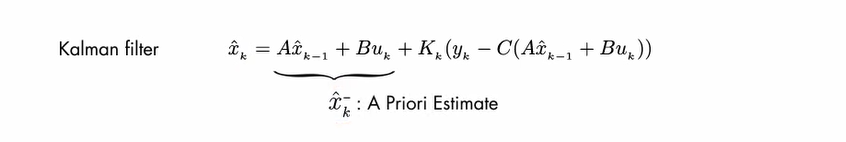 Kalman filter x̂ₖ = Ax̂ₖ₋₁ + Buₖ + Kₖ(yₖ − C(Ax̂ₖ₋₁ + Buₖ))
x̂ₖ⁻ : A Priori Estimate